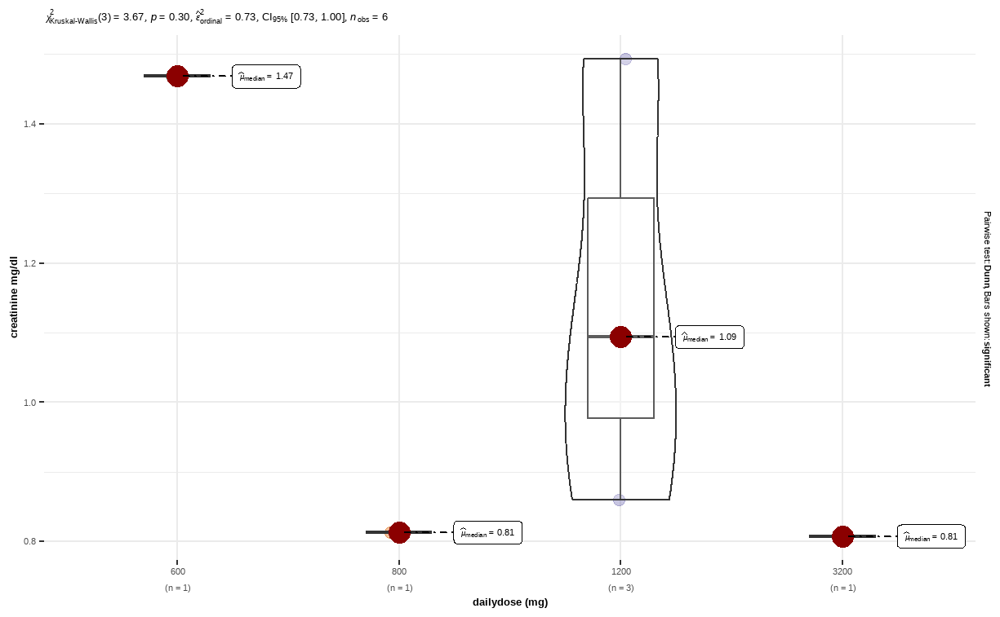 χ²Kruskal-Wallis(3) = 3.67, p = 0.30, ε̂²ordinal = 0.73, CI95% [0.73, 1.00], nobs = 6
μ̂median = 1.47
1.4
1.2
μ̂median = 1.09
1.0
μ̂median = 0.81
μ̂median = 0.81
0.8
creatinine mg/dl
Pairwise test: Dunn, Bars shown: significant
600
800
1200
3200
(n = 1)
(n = 1)
(n = 3)
(n = 1)
dailydose (mg)